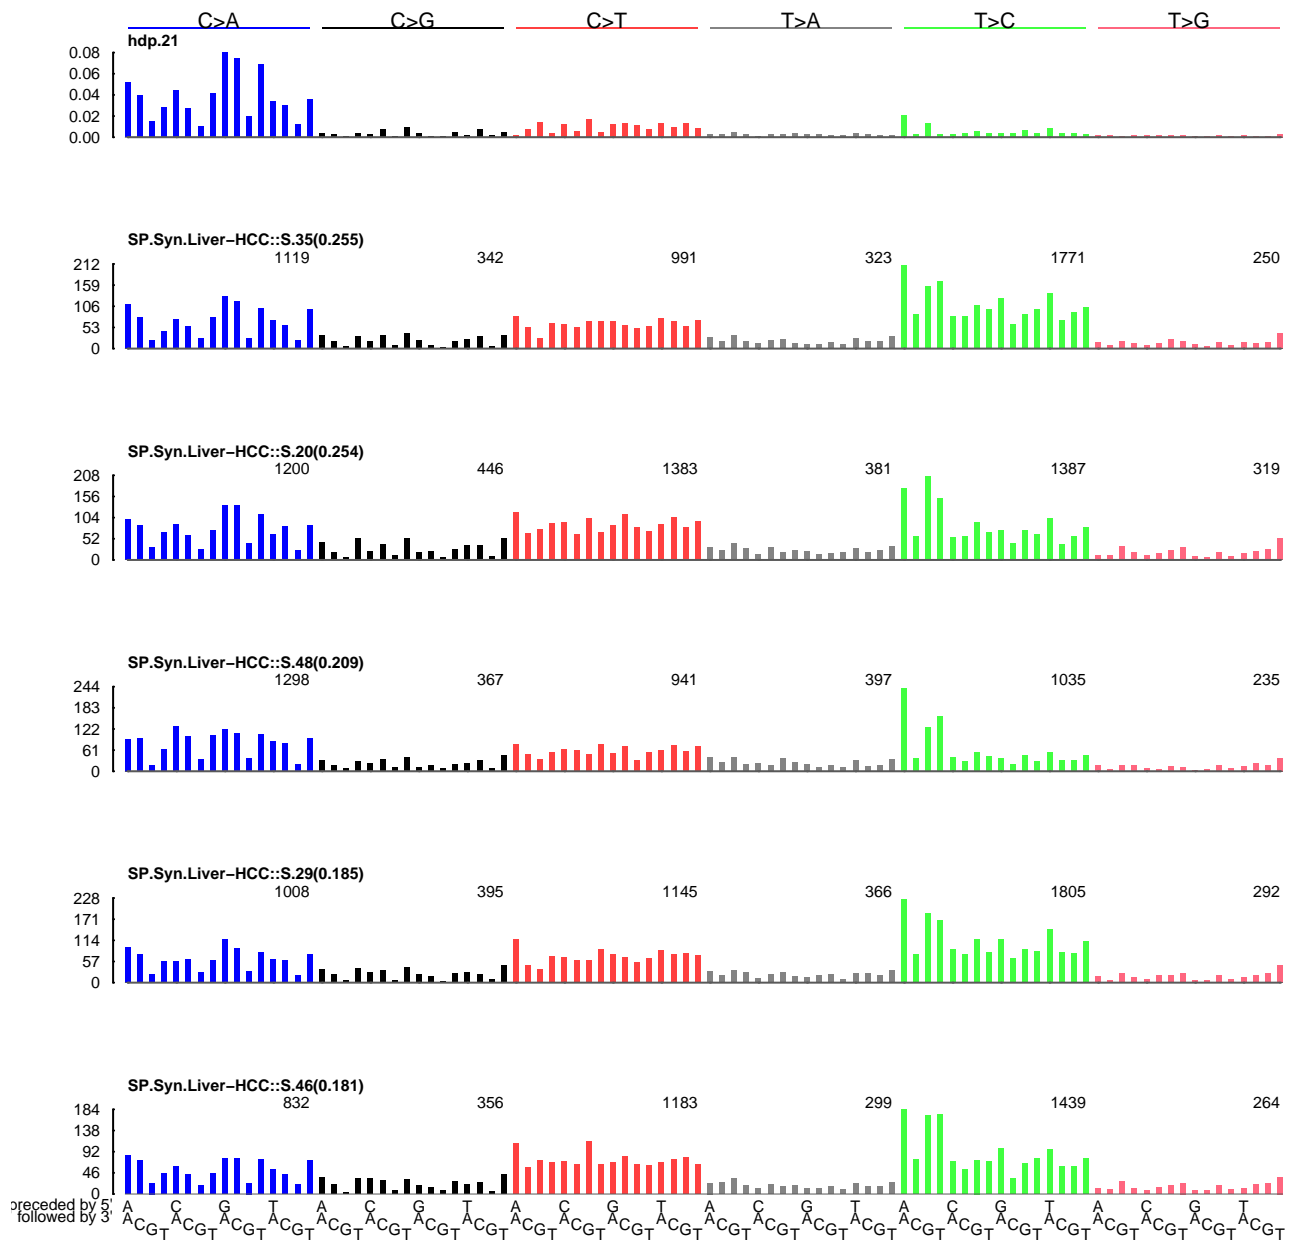 C>A C>G C>T T>A T>C T>G
hdp.21
0.08
0.06
0.04
0.02
0.00
SP.Syn.Liver−HCC::S.35(0.255)
1119 342 991 323 1771 250
212
159
106
53
0
SP.Syn.Liver−HCC::S.20(0.254)
1200 446 1383 381 1387 319
208
156
104
52
0
SP.Syn.Liver−HCC::S.48(0.209)
1298 367 941 397 1035 235
244
183
122
61
0
SP.Syn.Liver−HCC::S.29(0.185)
1008 395 1145 366 1805 292
228
171
114
57
0
SP.Syn.Liver−HCC::S.46(0.181)
832 356 1183 299 1439 264
184
138
92
46
0
preceded by 5' A C G T A C G T A C G T A C G T A C G T A C G T
followed by 3' A C G T A C G T A C G T A C G T A C G T A C G T A C G T A C G T A C G T A C G T A C G T A C G T A C G T A C G T A C G T A C G T A C G T A C G T A C G T A C G T A C G T A C G T A C G T A C G T